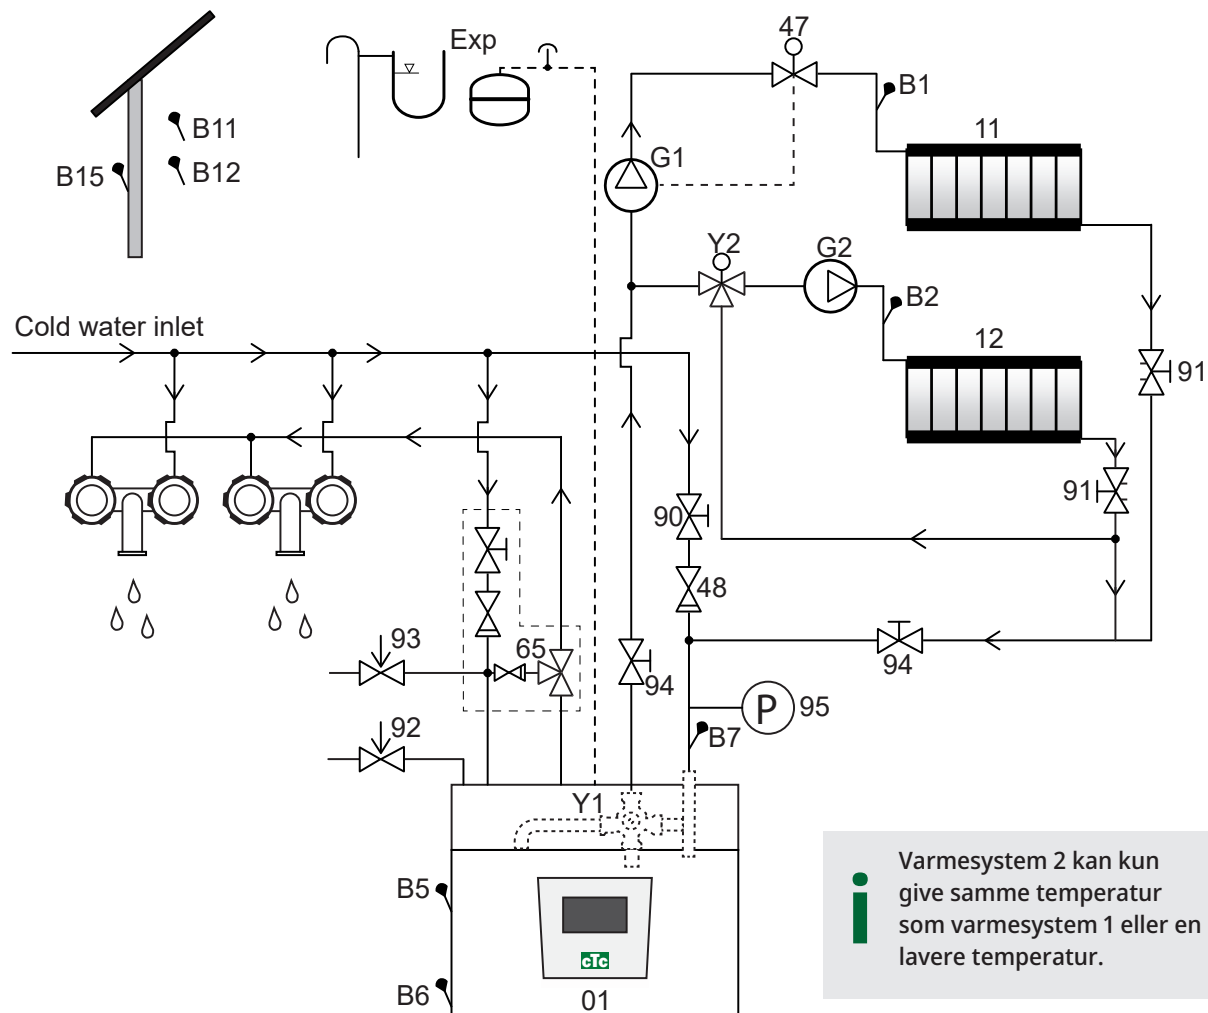 47
Exp
B1
B11
11
G1
B12
B15
Y2
G2
B2
Cold water inlet
12
91
91
90
48
93
65
94
94
P
95
92
B7
Y1
Varmesystem 2 kan kun
give samme temperatur
som varmesystem 1 eller en
lavere temperatur.
i
B5
cTc
B6
01